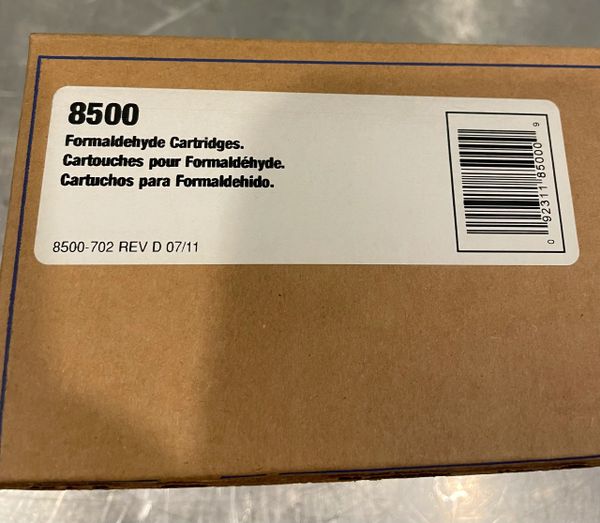 8500
Formaldehyde Cartridges.
Cartouches pour Formaldéhyde.
Cartuchos para Formaldehido.
8500-702 REV D 07/11
0 92311 85000 9